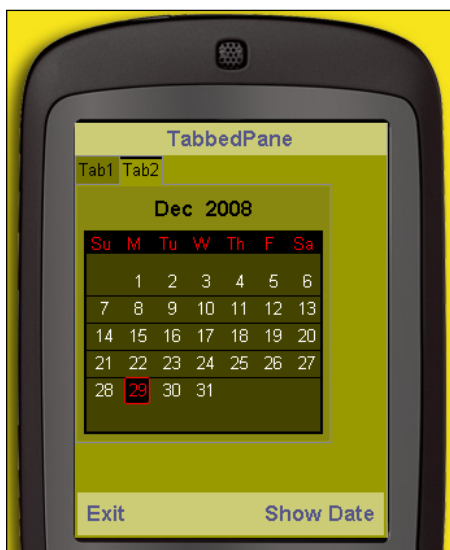 TabbedPane
Tab1 Tab2
Dec 2008
Su M Tu W Th F Sa
1 2 3 4 5 6
7 8 9 10 11 12 13
14 15 16 17 18 19 20
21 22 23 24 25 26 27
28 29 30 31
Exit Show Date